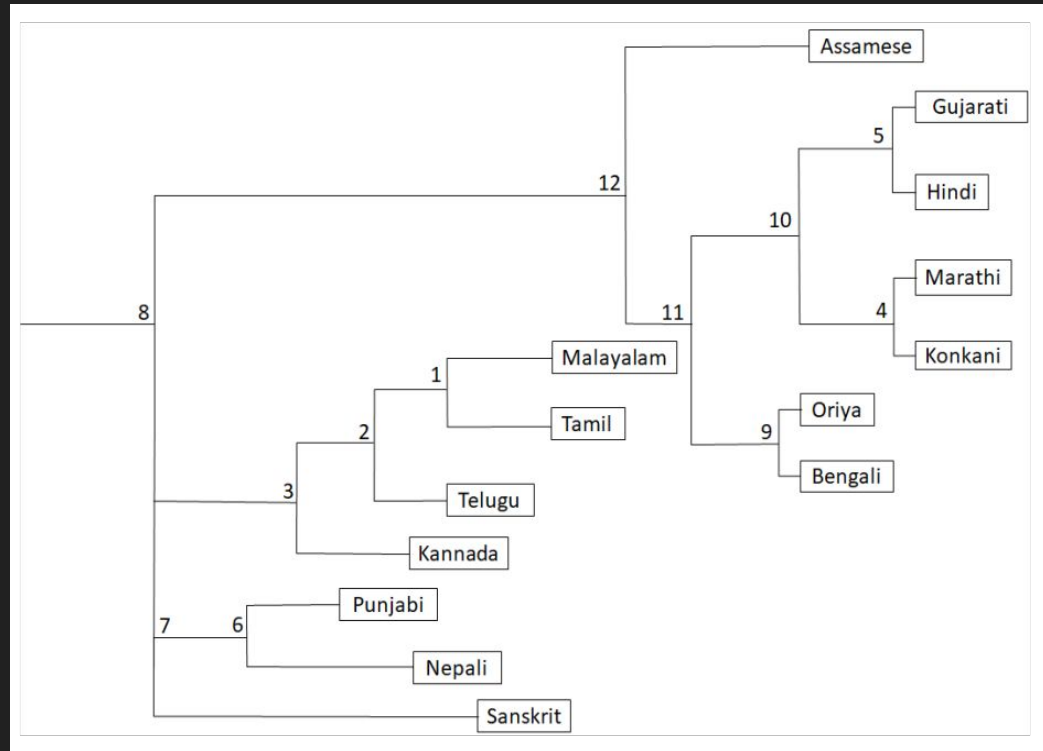 Assamese
Gujarati
5
Hindi
12
10
Marathi
8
11
4
Malayalam
Konkani
1
Oriya
Tamil
2
9
Bengali
3
Telugu
Kannada
Punjabi
7
6
Nepali
Sanskrit